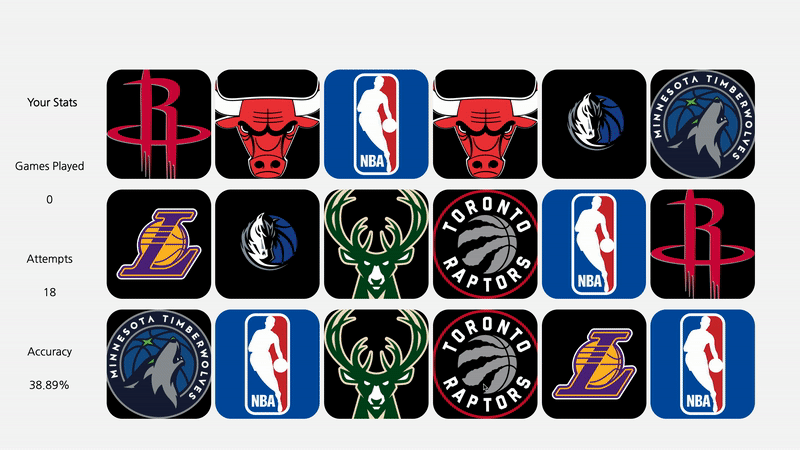 Your Stats
Games Played
0
Attempts
18
Accuracy
38.89%
NBA
MINNESOTA TIMBERWOLVES
TORONTO
RAPTORS
NBA
MINNESOTA TIMBERWOLVES
NBA
TORONTO
RAPTORS
NBA